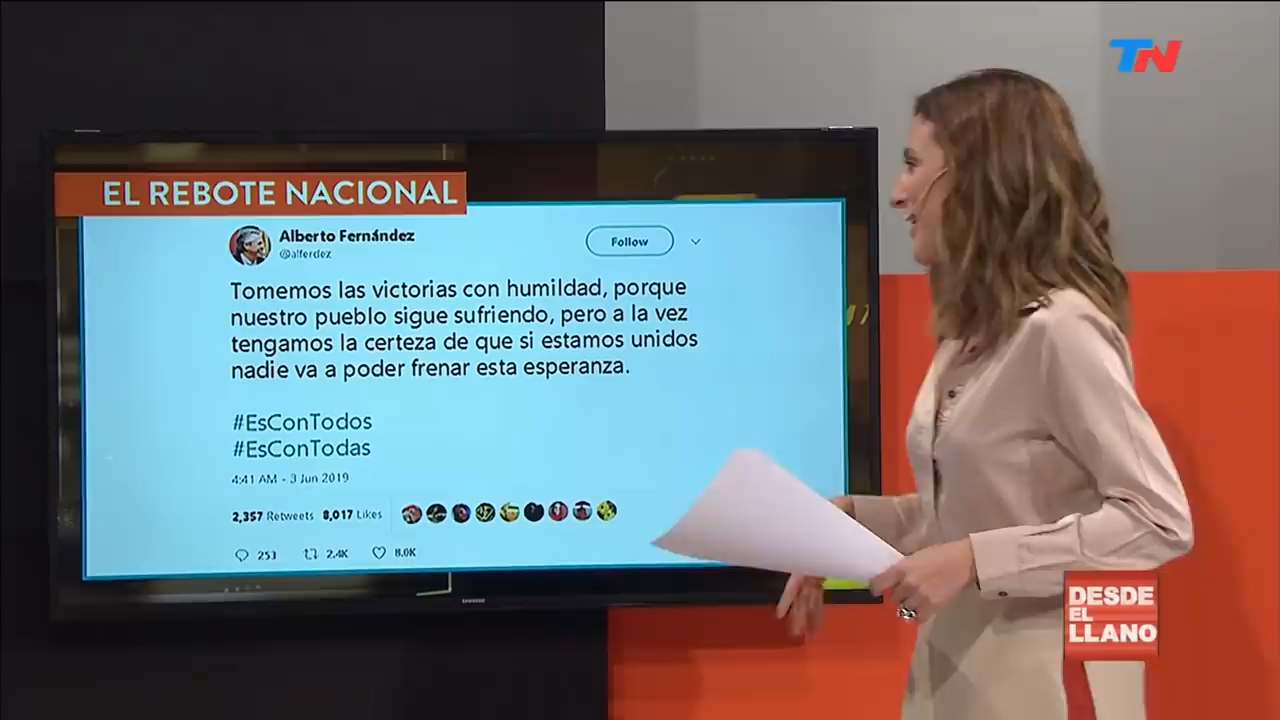 TN
EL REBOTE NACIONAL
Alberto Fernández
@alferdez
Follow
Tomemos las victorias con humildad, porque
nuestro pueblo sigue sufriendo, pero a la vez
tengamos la certeza de que si estamos unidos
nadie va a poder frenar esta esperanza.
#EsConTodos
#EsConTodas
4:41 AM - 3 Jun 2019
2,357 Retweets 8,017 Likes
253 2.4K 8.0K
SAMSUNG
DESDE
EL
LLANO